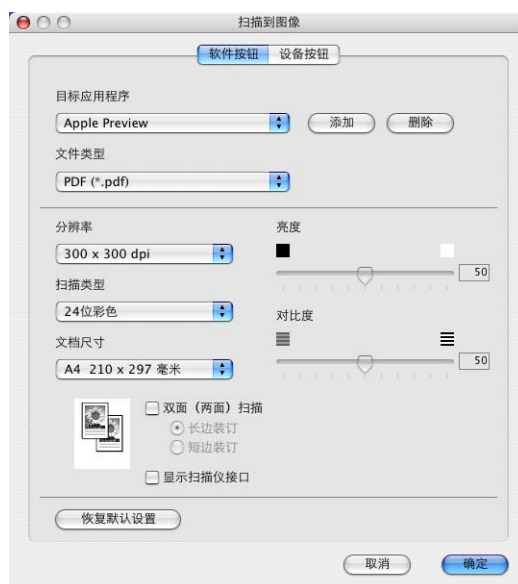 扫描到图像
软件按钮 设备按钮
目标应用程序
Apple Preview 添加 删除
文件类型
PDF (*.pdf)
分辨率
300 x 300 dpi
扫描类型
24位彩色
文档尺寸
A4 210 x 297 毫米
亮度
50
对比度
50
双面（两面）扫描
长边装订
短边装订
显示扫描仪接口
恢复默认设置
取消 确定